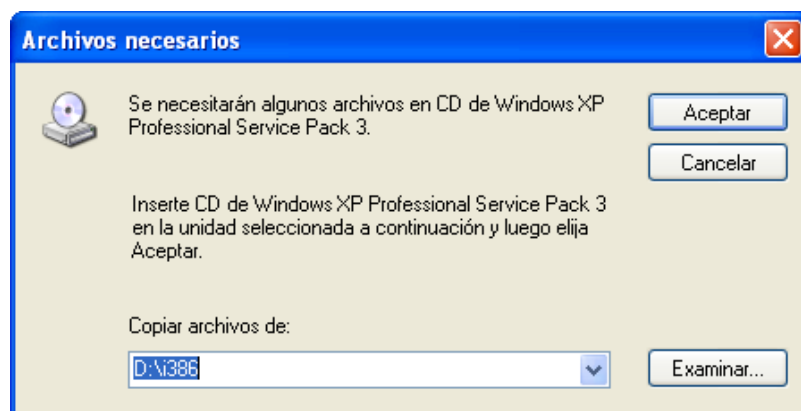 Archivos necesarios
Se necesitarán algunos archivos en CD de Windows XP
Professional Service Pack 3.
Aceptar
Cancelar
Inserte CD de Windows XP Professional Service Pack 3
en la unidad seleccionada a continuación y luego elija
Aceptar.
Copiar archivos de:
D:\i386
Examinar...